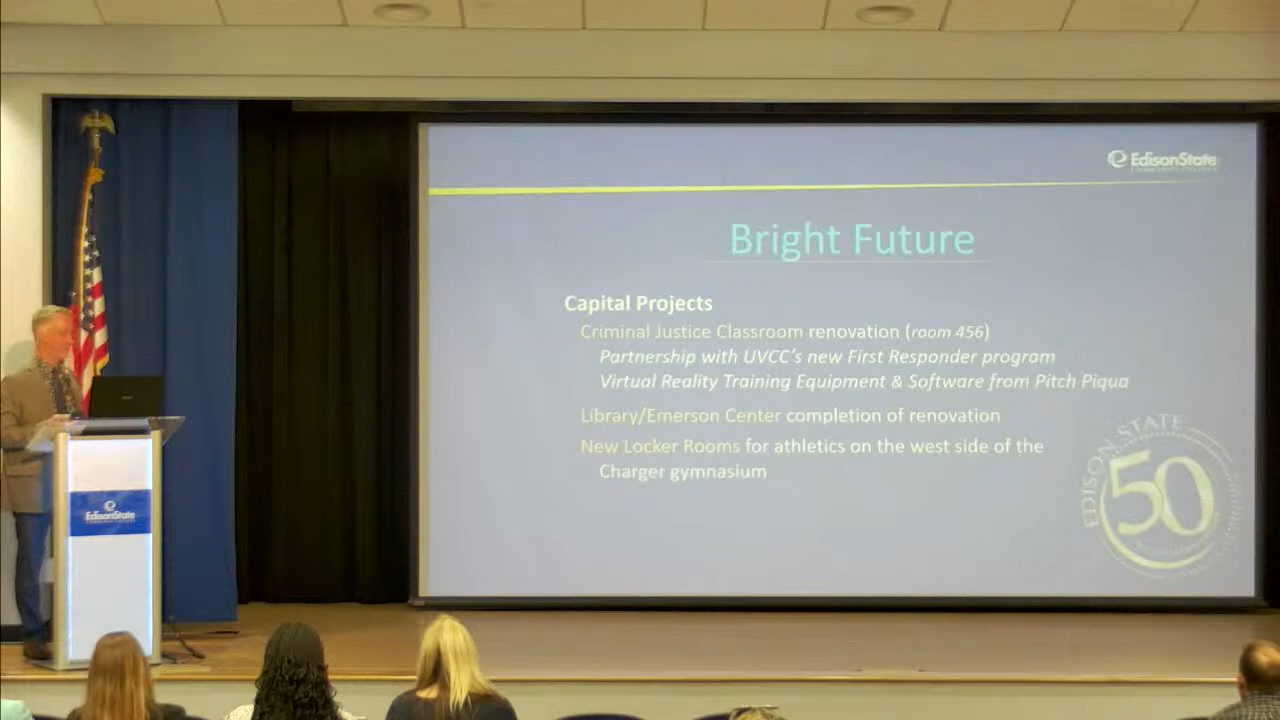 EdisonState
COMMUNITY COLLEGE
Bright Future
Capital Projects
Criminal Justice Classroom renovation (room 456)
Partnership with UVCC's new First Responder program
Virtual Reality Training Equipment & Software from Pitch Piqua
Library/Emerson Center completion of renovation
New Locker Rooms for athletics on the west side of the
Charger gymnasium
EDISON STATE
50
EdisonState